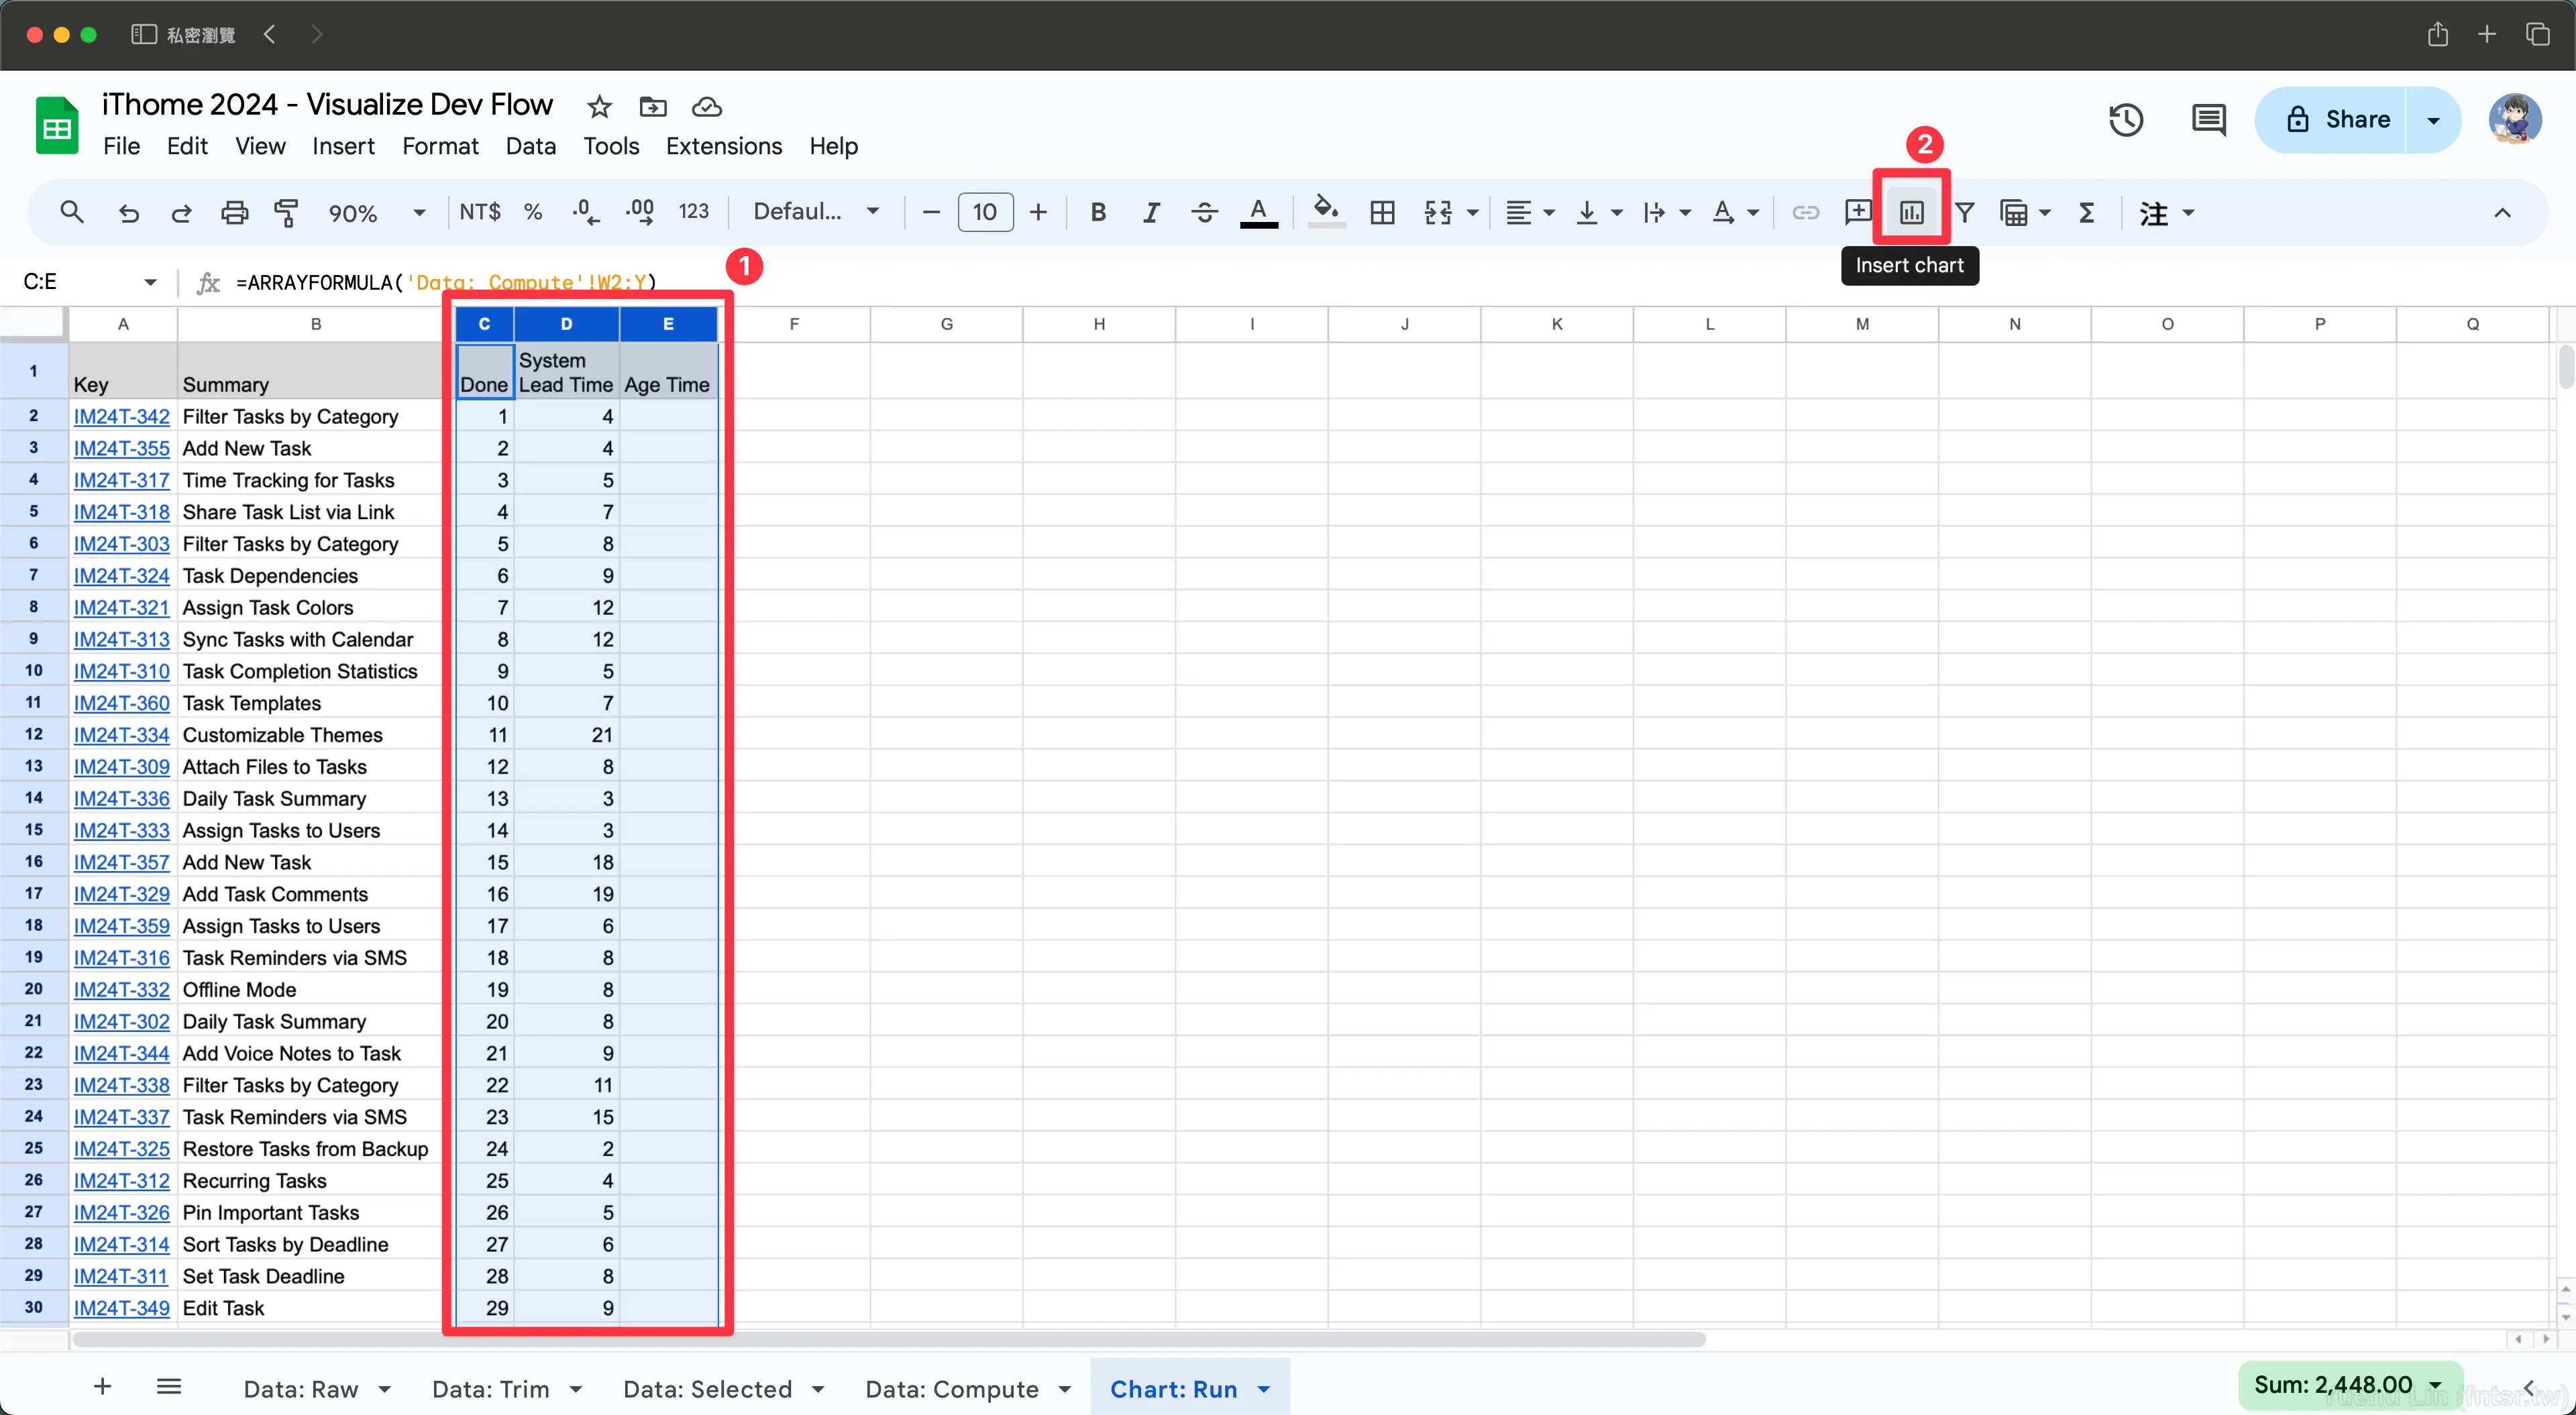 私密瀏覽
iThome 2024 - Visualize Dev Flow
File Edit View Insert Format Data Tools Extensions Help
Share
2
90% NT$ % .0 .00 123 Defaul... 10 B I A A Σ 注
Insert chart
C:E fx =ARRAYFORMULA('Data: Compute'!W2:Y)
1
A B C D E F G H I J K L M N O P Q
1 Key Summary Done System Lead Time Age Time
2 IM24T-342 Filter Tasks by Category 1 4
3 IM24T-355 Add New Task 2 4
4 IM24T-317 Time Tracking for Tasks 3 5
5 IM24T-318 Share Task List via Link 4 7
6 IM24T-303 Filter Tasks by Category 5 8
7 IM24T-324 Task Dependencies 6 9
8 IM24T-321 Assign Task Colors 7 12
9 IM24T-313 Sync Tasks with Calendar 8 12
10 IM24T-310 Task Completion Statistics 9 5
11 IM24T-360 Task Templates 10 7
12 IM24T-334 Customizable Themes 11 21
13 IM24T-309 Attach Files to Tasks 12 8
14 IM24T-336 Daily Task Summary 13 3
15 IM24T-333 Assign Tasks to Users 14 3
16 IM24T-357 Add New Task 15 18
17 IM24T-329 Add Task Comments 16 19
18 IM24T-359 Assign Tasks to Users 17 6
19 IM24T-316 Task Reminders via SMS 18 8
20 IM24T-332 Offline Mode 19 8
21 IM24T-302 Daily Task Summary 20 8
22 IM24T-344 Add Voice Notes to Task 21 9
23 IM24T-338 Filter Tasks by Category 22 11
24 IM24T-337 Task Reminders via SMS 23 15
25 IM24T-325 Restore Tasks from Backup 24 2
26 IM24T-312 Recurring Tasks 25 4
27 IM24T-326 Pin Important Tasks 26 5
28 IM24T-314 Sort Tasks by Deadline 27 6
29 IM24T-311 Set Task Deadline 28 8
30 IM24T-349 Edit Task 29 9
Data: Raw Data: Trim Data: Selected Data: Compute Chart: Run Sum: 2,448.00
Lin (fntsr.tw)